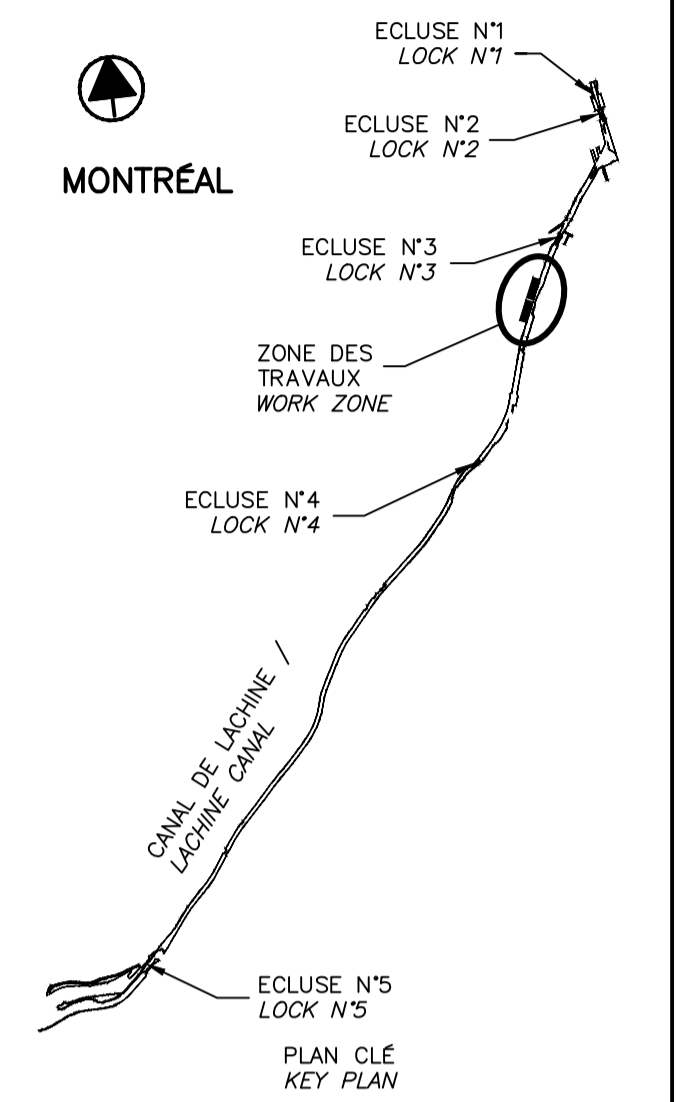 ECLUSE N°1
LOCK N°1
ECLUSE N°2
LOCK N°2
MONTRÉAL
ECLUSE N°3
LOCK N°3
ZONE DES
TRAVAUX
WORK ZONE
ECLUSE N°4
LOCK N°4
CANAL DE LACHINE /
LACHINE CANAL
ECLUSE N°5
LOCK N°5
PLAN CLÉ
KEY PLAN